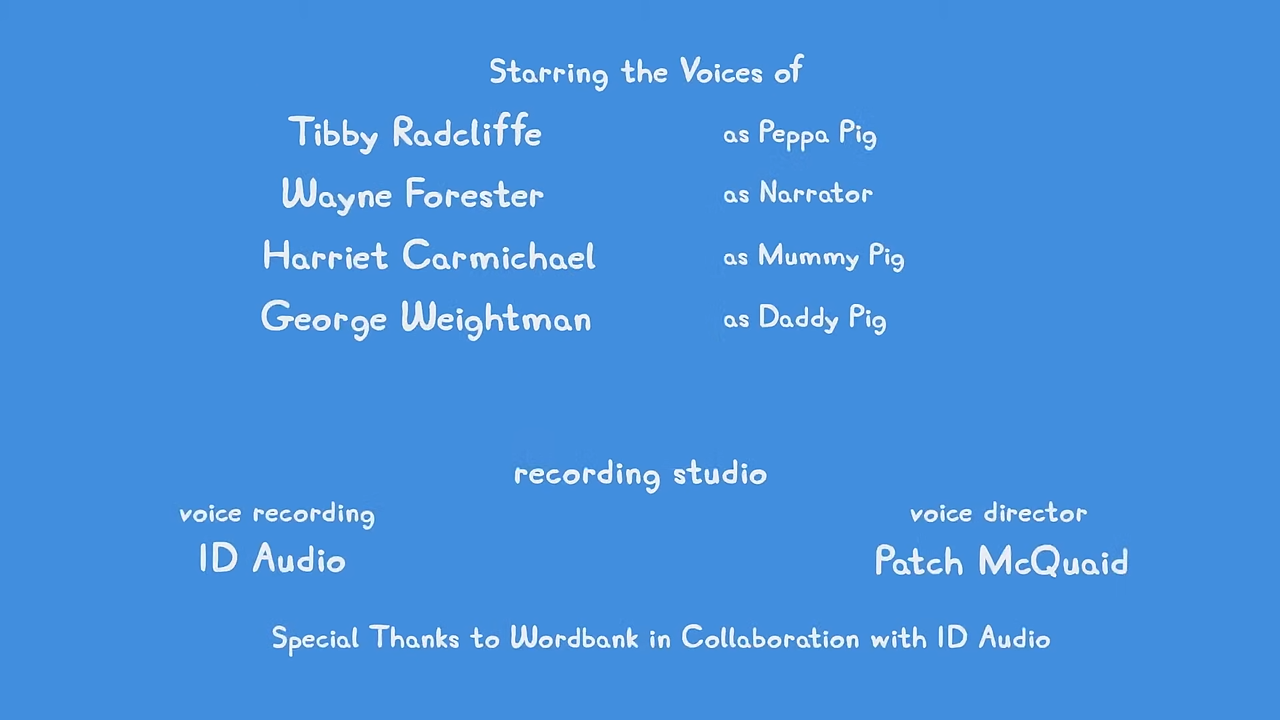 Starring the Voices of
Tibby Radcliffe as Peppa Pig
Wayne Forester as Narrator
Harriet Carmichael as Mummy Pig
George Weightman as Daddy Pig
recording studio
voice recording voice director
ID Audio Patch McQuaid
Special Thanks to Wordbank in Collaboration with ID Audio